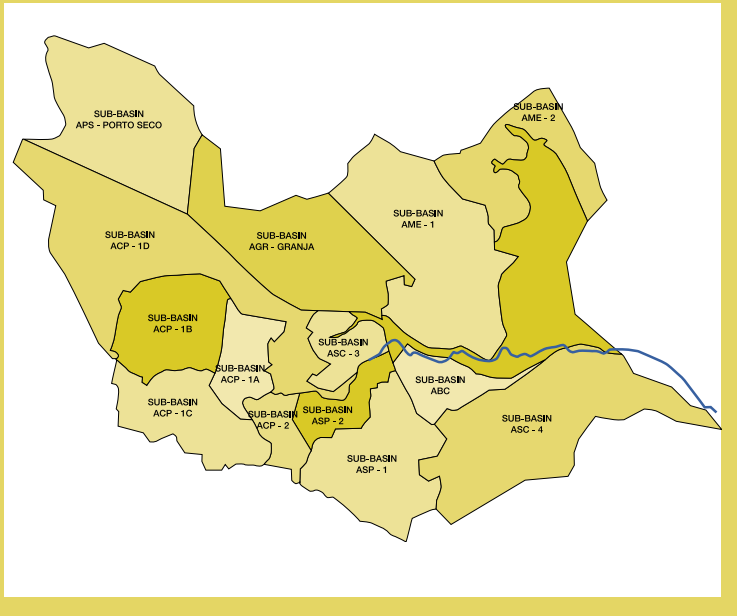 SUB-BASIN
AME - 2
SUB-BASIN
APS - PORTO SECO
SUB-BASIN
AME - 1
SUB-BASIN
ACP - 1D
SUB-BASIN
AGR - GRANJA
SUB-BASIN
ACP - 1B
SUB-BASIN
ASC - 3
SUB-BASIN
ACP - 1A
SUB-BASIN
ABC
SUB-BASIN
ACP - 1C
SUB-BASIN
ACP - 2
SUB-BASIN
ASP - 2
SUB-BASIN
ASC - 4
SUB-BASIN
ASP - 1